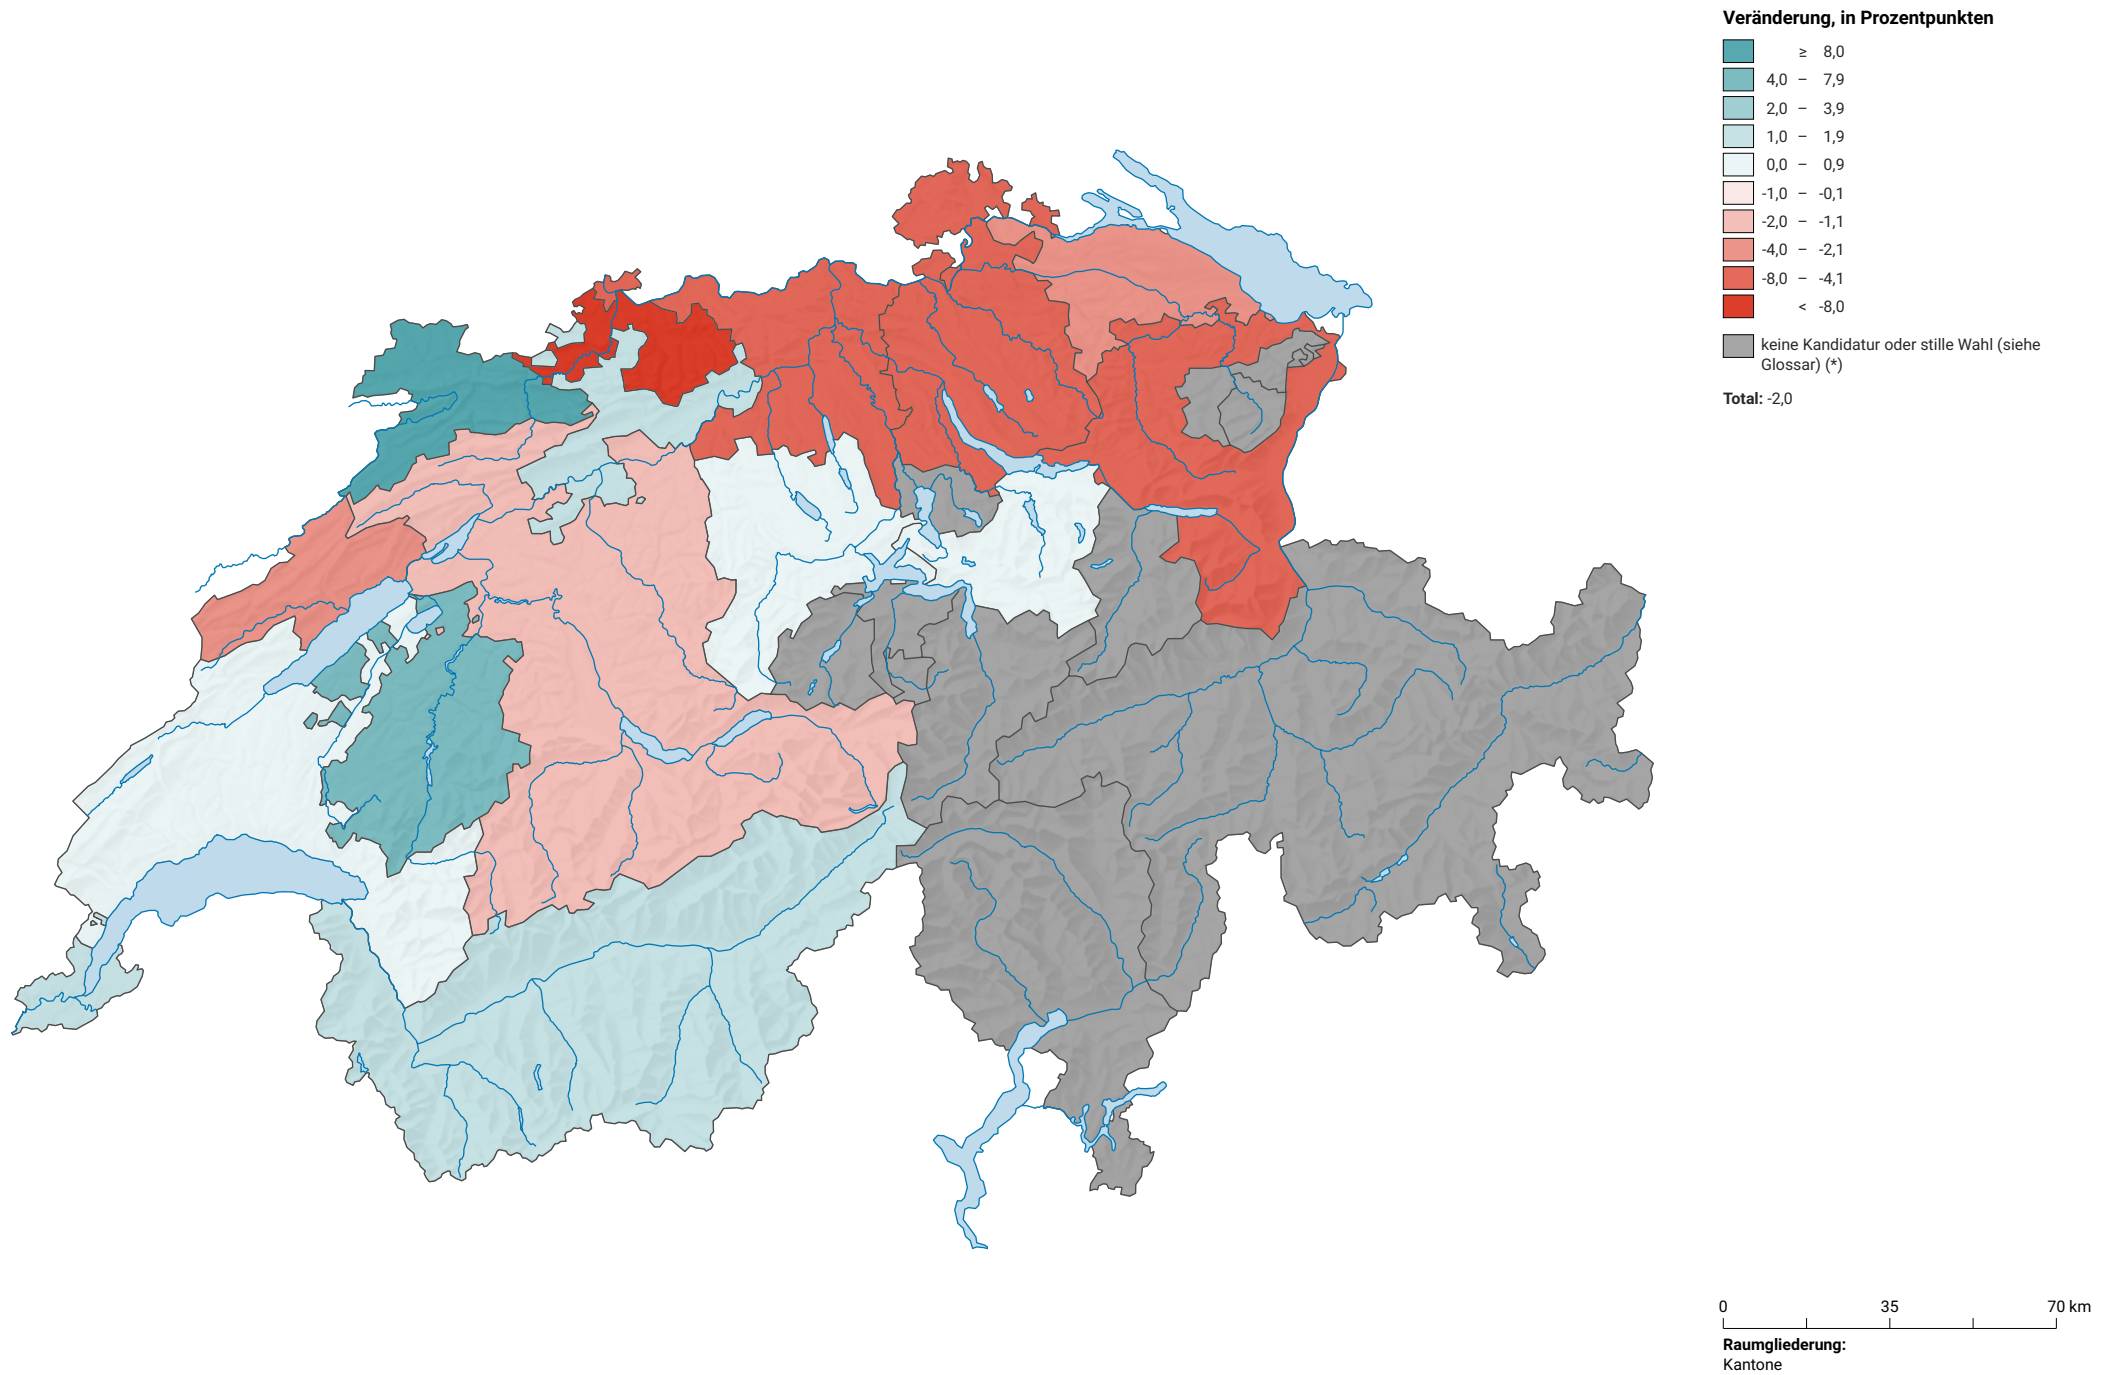 Veränderung, in Prozentpunkten
≥ 8,0
4,0 – 7,9
2,0 – 3,9
1,0 – 1,9
0,0 – 0,9
-1,0 – -0,1
-2,0 – -1,1
-4,0 – -2,1
-8,0 – -4,1
< -8,0
keine Kandidatur oder stille Wahl (siehe
Glossar) (*)
Total: -2,0
0 35 70 km
Raumgliederung:
Kantone